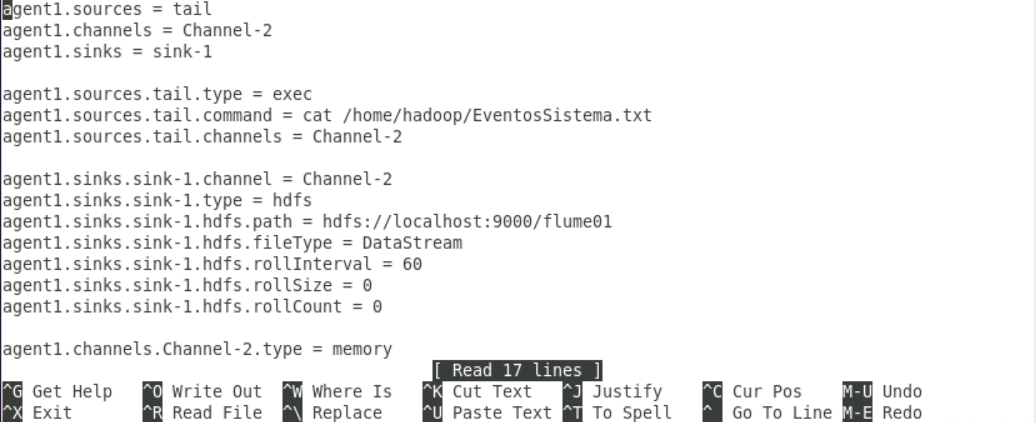 agent1.sources = tail
agent1.channels = Channel-2
agent1.sinks = sink-1

agent1.sources.tail.type = exec
agent1.sources.tail.command = cat /home/hadoop/EventosSistema.txt
agent1.sources.tail.channels = Channel-2

agent1.sinks.sink-1.channel = Channel-2
agent1.sinks.sink-1.type = hdfs
agent1.sinks.sink-1.hdfs.path = hdfs://localhost:9000/flume01
agent1.sinks.sink-1.hdfs.fileType = DataStream
agent1.sinks.sink-1.hdfs.rollInterval = 60
agent1.sinks.sink-1.hdfs.rollSize = 0
agent1.sinks.sink-1.hdfs.rollCount = 0

agent1.channels.Channel-2.type = memory
[ Read 17 lines ]
^G Get Help ^O Write Out ^W Where Is ^K Cut Text ^J Justify ^C Cur Pos M-U Undo
^X Exit ^R Read File ^\ Replace ^U Paste Text ^T To Spell ^ Go To Line M-E Redo